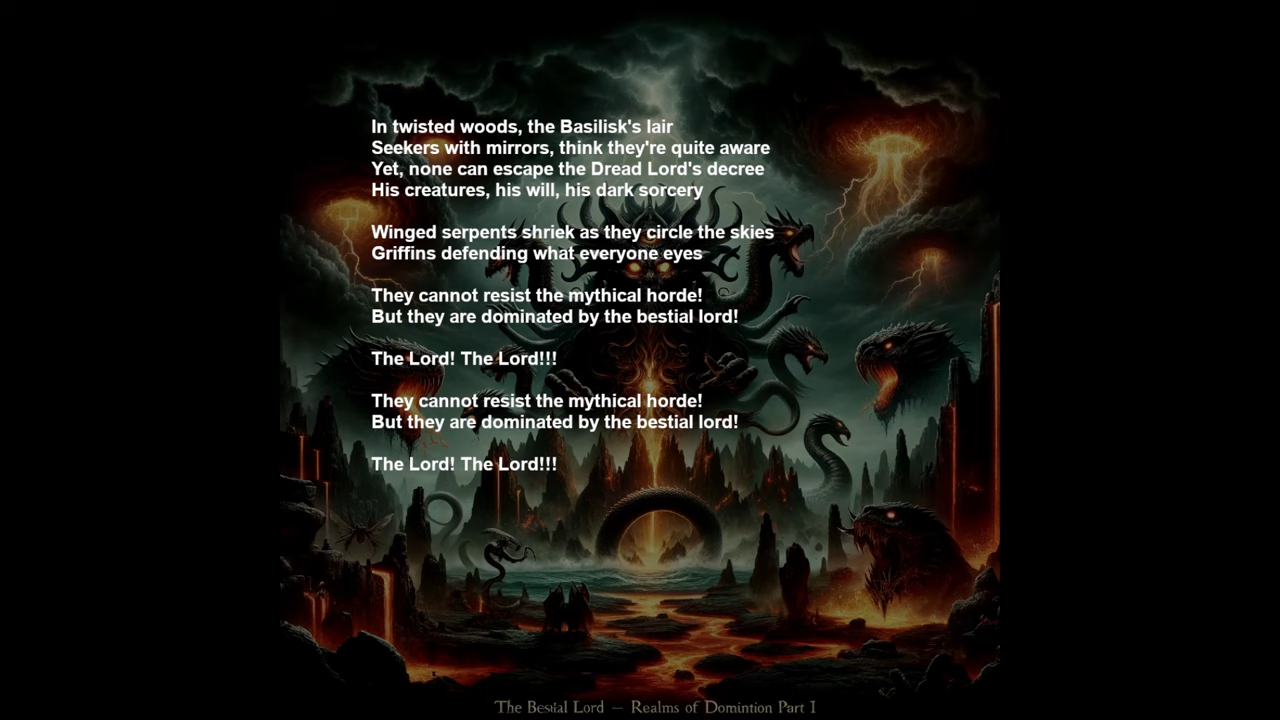 In twisted woods, the Basilisk's lair
Seekers with mirrors, think they're quite aware
Yet, none can escape the Dread Lord's decree
His creatures, his will, his dark sorcery
Winged serpents shriek as they circle the skies
Griffins defending what everyone eyes
They cannot resist the mythical horde!
But they are dominated by the bestial lord!
The Lord! The Lord!!!
They cannot resist the mythical horde!
But they are dominated by the bestial lord!
The Lord! The Lord!!!
The Bestial Lord — Realms of Domintion Part I